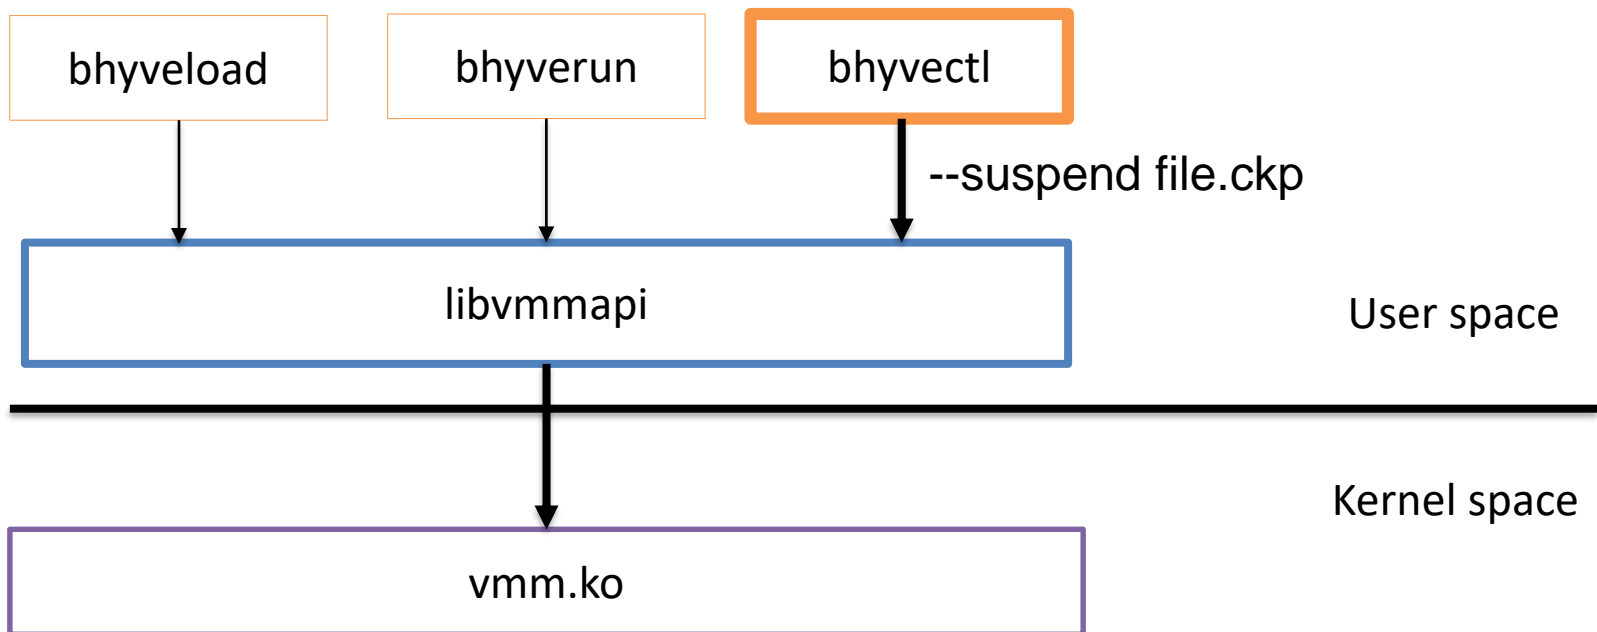 bhyveload
bhyverun
bhyvectl
--suspend file.ckp
libvmmapi
User space
Kernel space
vmm.ko